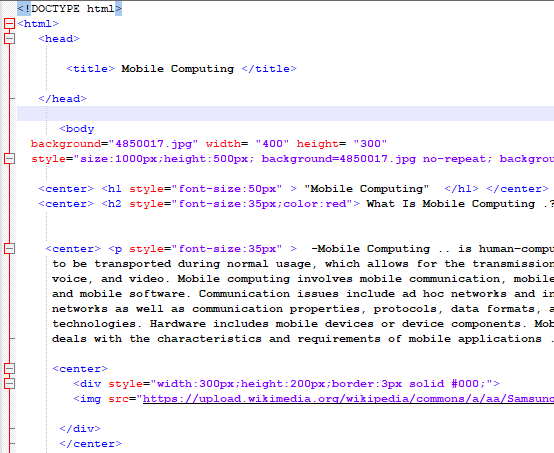 <!DOCTYPE html>
<html>
<head>
<title> Mobile Computing </title>
</head>
<body
background="4850017.jpg" width= "400" height= "300"
style="size:1000px;height:500px; background=4850017.jpg no-repeat; backgrou
<center> <h1 style="font-size:50px" > "Mobile Computing"  </h1> </center>
<center> <h2 style="font-size:35px;color:red"> What Is Mobile Computing .?
<center> <p style="font-size:35px" >  -Mobile Computing .. is human-compu
to be transported during normal usage, which allows for the transmission
voice, and video. Mobile computing involves mobile communication, mobile
and mobile software. Communication issues include ad hoc networks and in
networks as well as communication properties, protocols, data formats, a
technologies. Hardware includes mobile devices or device components. Mob
deals with the characteristics and requirements of mobile applications .
<center>
<div style="width:300px;height:200px;border:3px solid #000;">
<img src="https://upload.wikimedia.org/wikipedia/commons/a/aa/Samsung
</div>
</center>